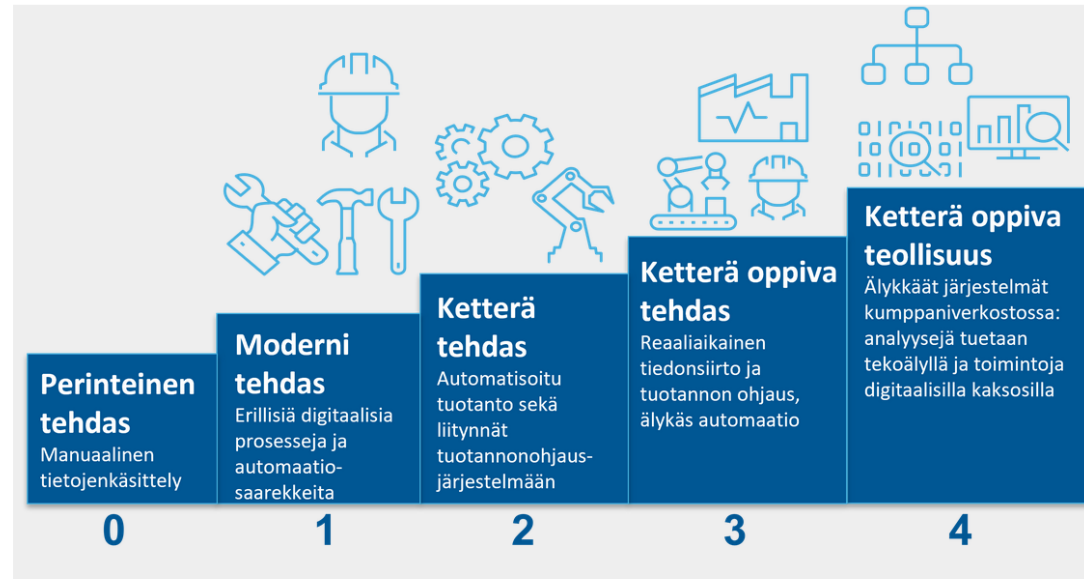 Perinteinen
tehdas
Manuaalinen
tietojenkäsittely
0
Moderni
tehdas
Erillisiä digitaalisia
prosesseja ja
automaatio-
saarekkeita
1
Ketterä
tehdas
Automatisoitu
tuotanto sekä
liitynnät
tuotannonohjaus-
järjestelmään
2
Ketterä oppiva
tehdas
Reaaliaikainen
tiedonsiirto ja
tuotannon ohjaus,
älykäs automaatio
3
Ketterä oppiva
teollisuus
Älykkäät järjestelmät
kumppaniverkostossa:
analyysejä tuetaan
tekoälyllä ja toimintoja
digitaalisilla kaksosilla
4